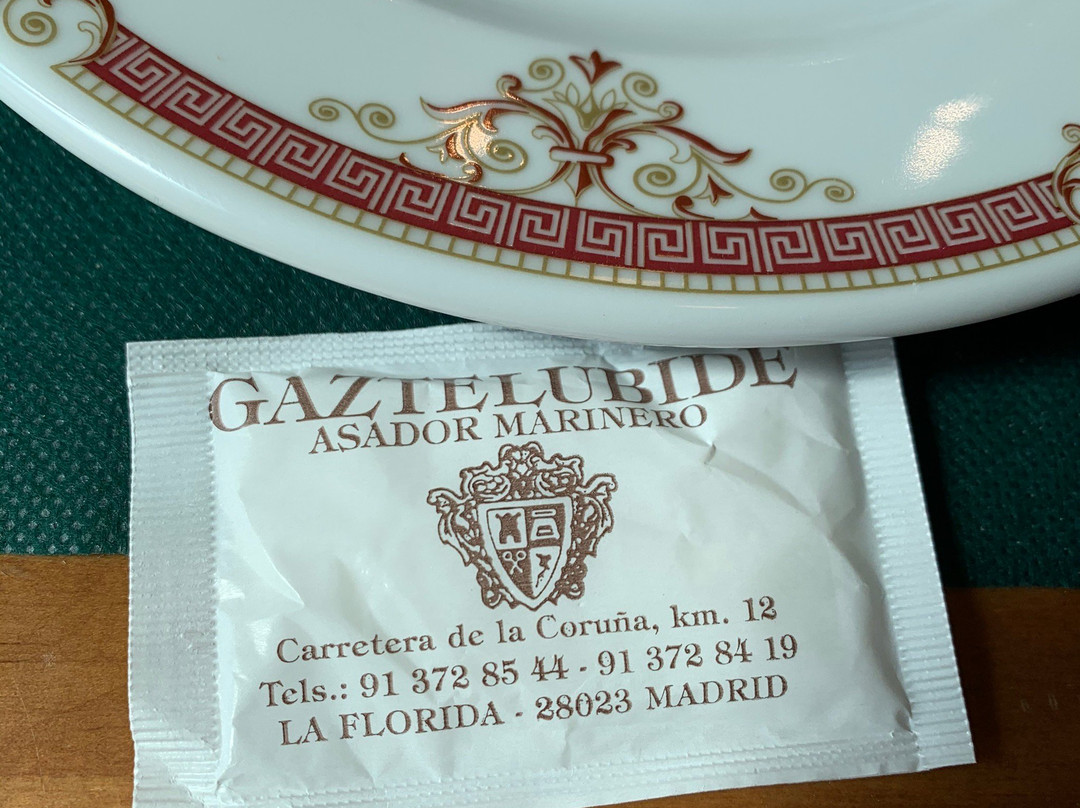 GAZTELUBIDE
ASADOR MARINERO
Carretera de la Coruña, km. 12
Tels.: 91 372 85 44 - 91 372 84 19
LA FLORIDA - 28023 MADRID